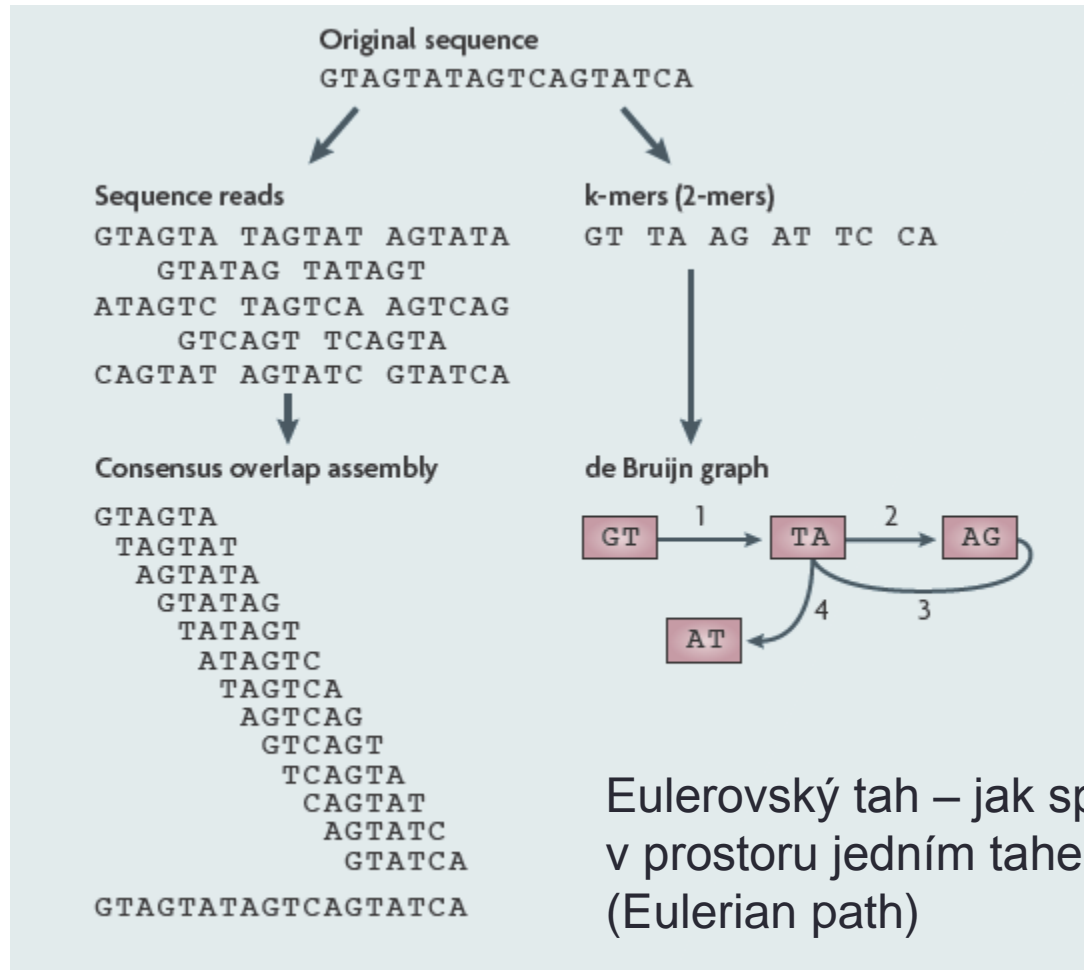 Original sequence
GTAGTATAGTCAGTATCA
Sequence reads
GTAGTA TAGTAT AGTATA
GTATAG TATAGT
ATAGTC TAGTCA AGTCAG
GTCAGT TCAGTA
CAGTAT AGTATC GTATCA
Consensus overlap assembly
GTAGTA
TAGTAT
AGTATA
GTATAG
TATAGT
ATAGTC
TAGTCA
AGTCAG
GTCAGT
TCAGTA
CAGTAT
AGTATC
GTATCA
GTAGTATAGTCAGTATCA
k-mers (2-mers)
GT TA AG AT TC CA
de Bruijn graph
GT 1 TA 2 AG
4 3
AT
Eulerovský tah – jak
v prostoru jedním
(Eulerian path)